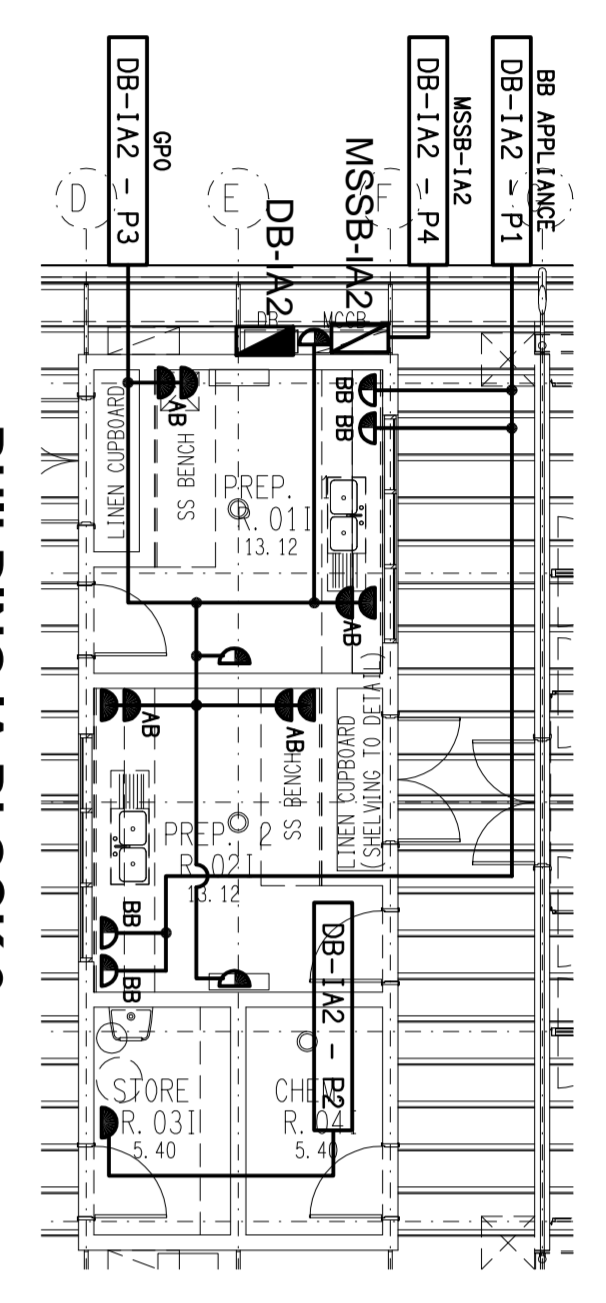 DB-IA2 - P3
GPO
DB-IA2 - P4
MSSB-IA2
DB-IA2 - P1
BB APPLIANCE
D
E
F
DB-IA2
MSSB-IA2
DB
AB
BB
BB
LINEN CUPBOARD
SS BENCH
PREP. 1
R. 01I
13. 12
AB
AB
AB
SS BENCH
LINEN CUPBOARD
(SHELVING TO DETAIL)
PREP. 2
R. 02I
13. 12
BB
BB
DB-IA2 - P2
STORE
R. 03I
5. 40
R. 04I
5. 40